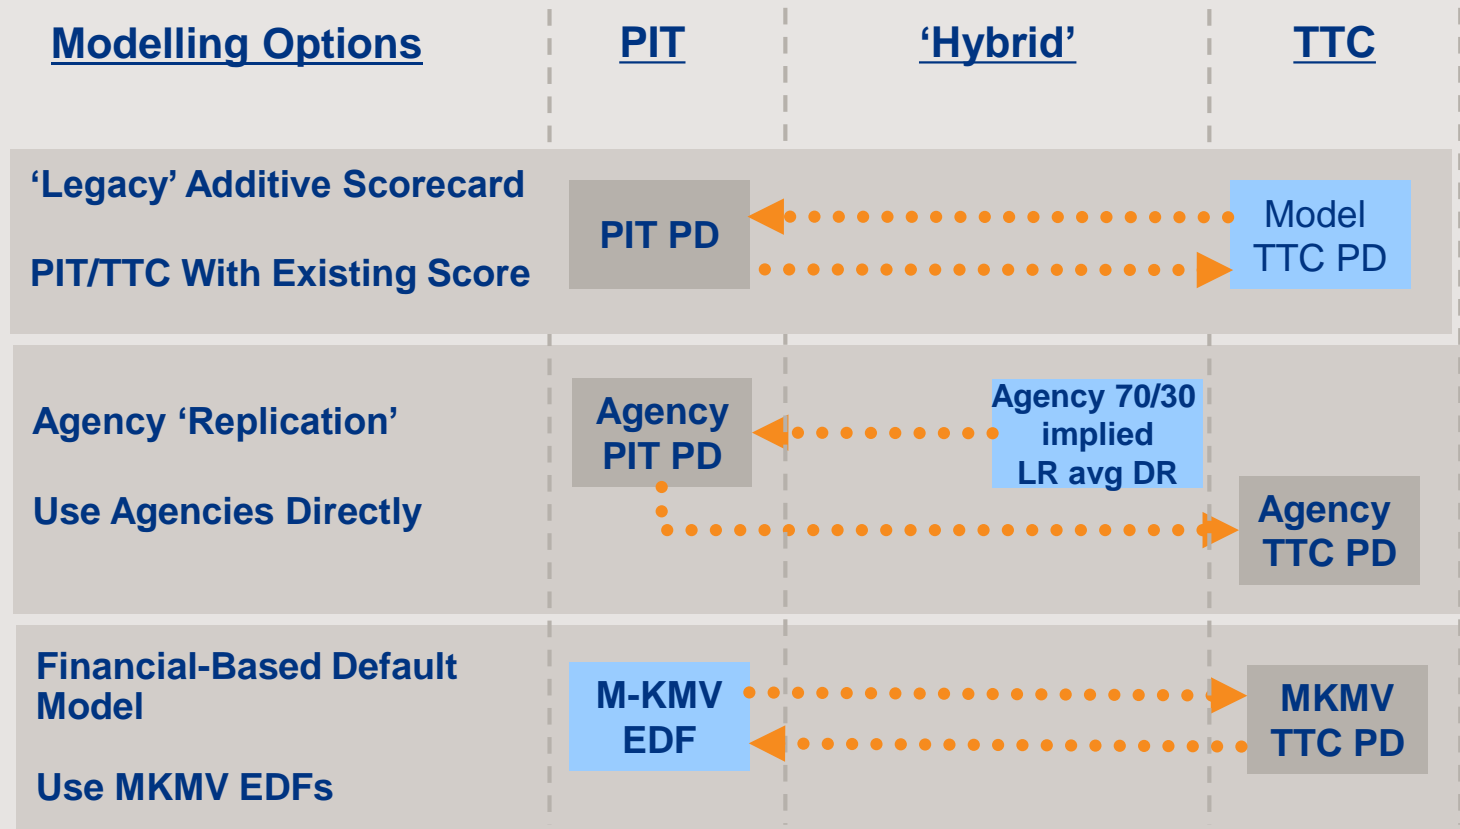 Modelling Options
PIT
‘Hybrid’
TTC
‘Legacy’ Additive Scorecard
PIT/TTC With Existing Score
PIT PD
Model
TTC PD
Agency ‘Replication’
Use Agencies Directly
Agency
PIT PD
Agency 70/30
implied
LR avg DR
Agency
TTC PD
Financial-Based Default
Model
Use MKMV EDFs
M-KMV
EDF
MKMV
TTC PD